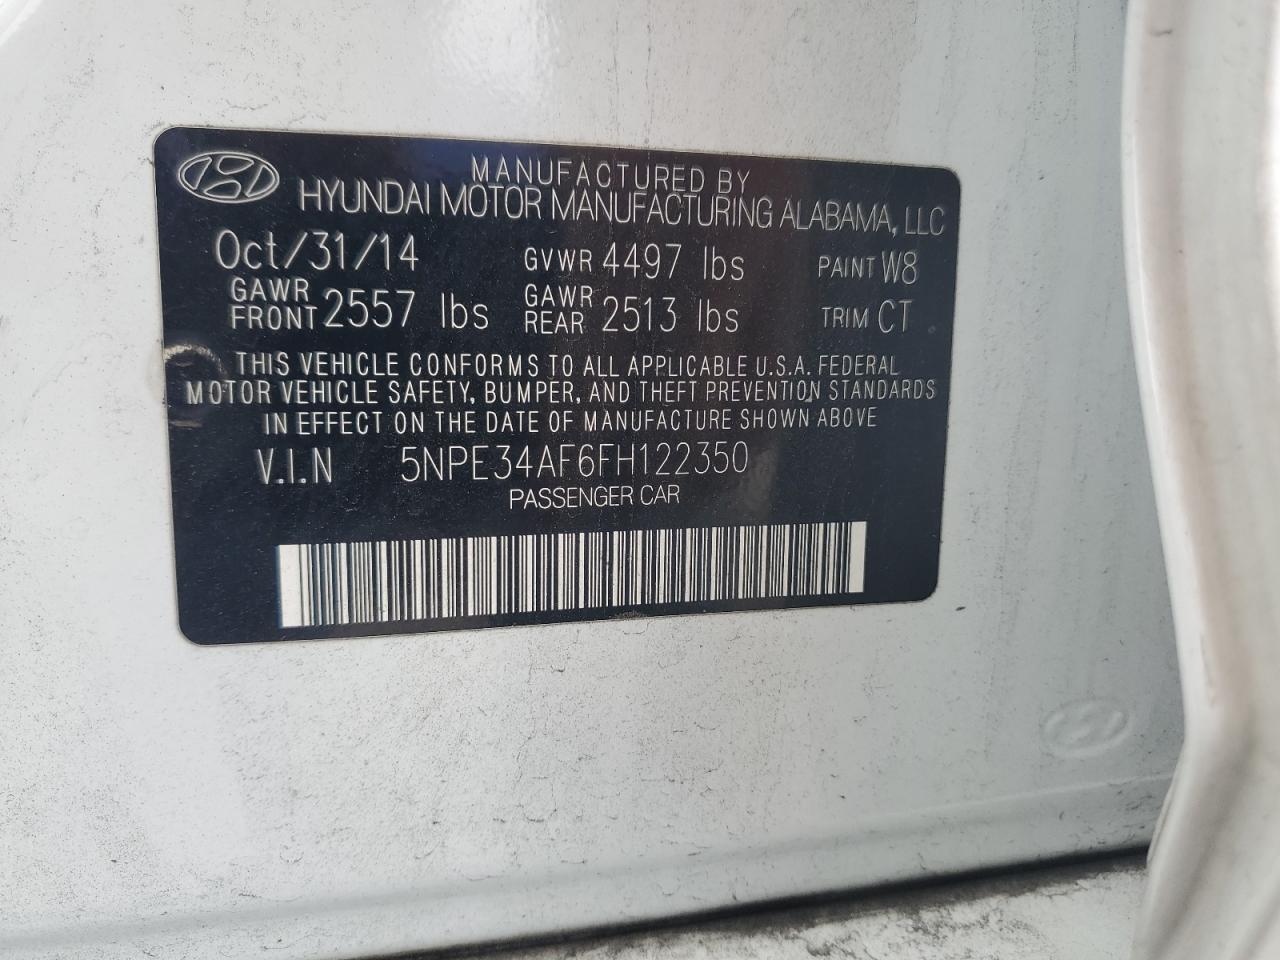 MANUFACTURED BY
HYUNDAI MOTOR MANUFACTURING ALABAMA, LLC
Oct/31/14 GVWR 4497 lbs PAINT W8
GAWR FRONT 2557 lbs GAWR REAR 2513 lbs TRIM CT
THIS VEHICLE CONFORMS TO ALL APPLICABLE U.S.A. FEDERAL
MOTOR VEHICLE SAFETY, BUMPER, AND THEFT PREVENTION STANDARDS
IN EFFECT ON THE DATE OF MANUFACTURE SHOWN ABOVE
V.I.N 5NPE34AF6FH122350
PASSENGER CAR